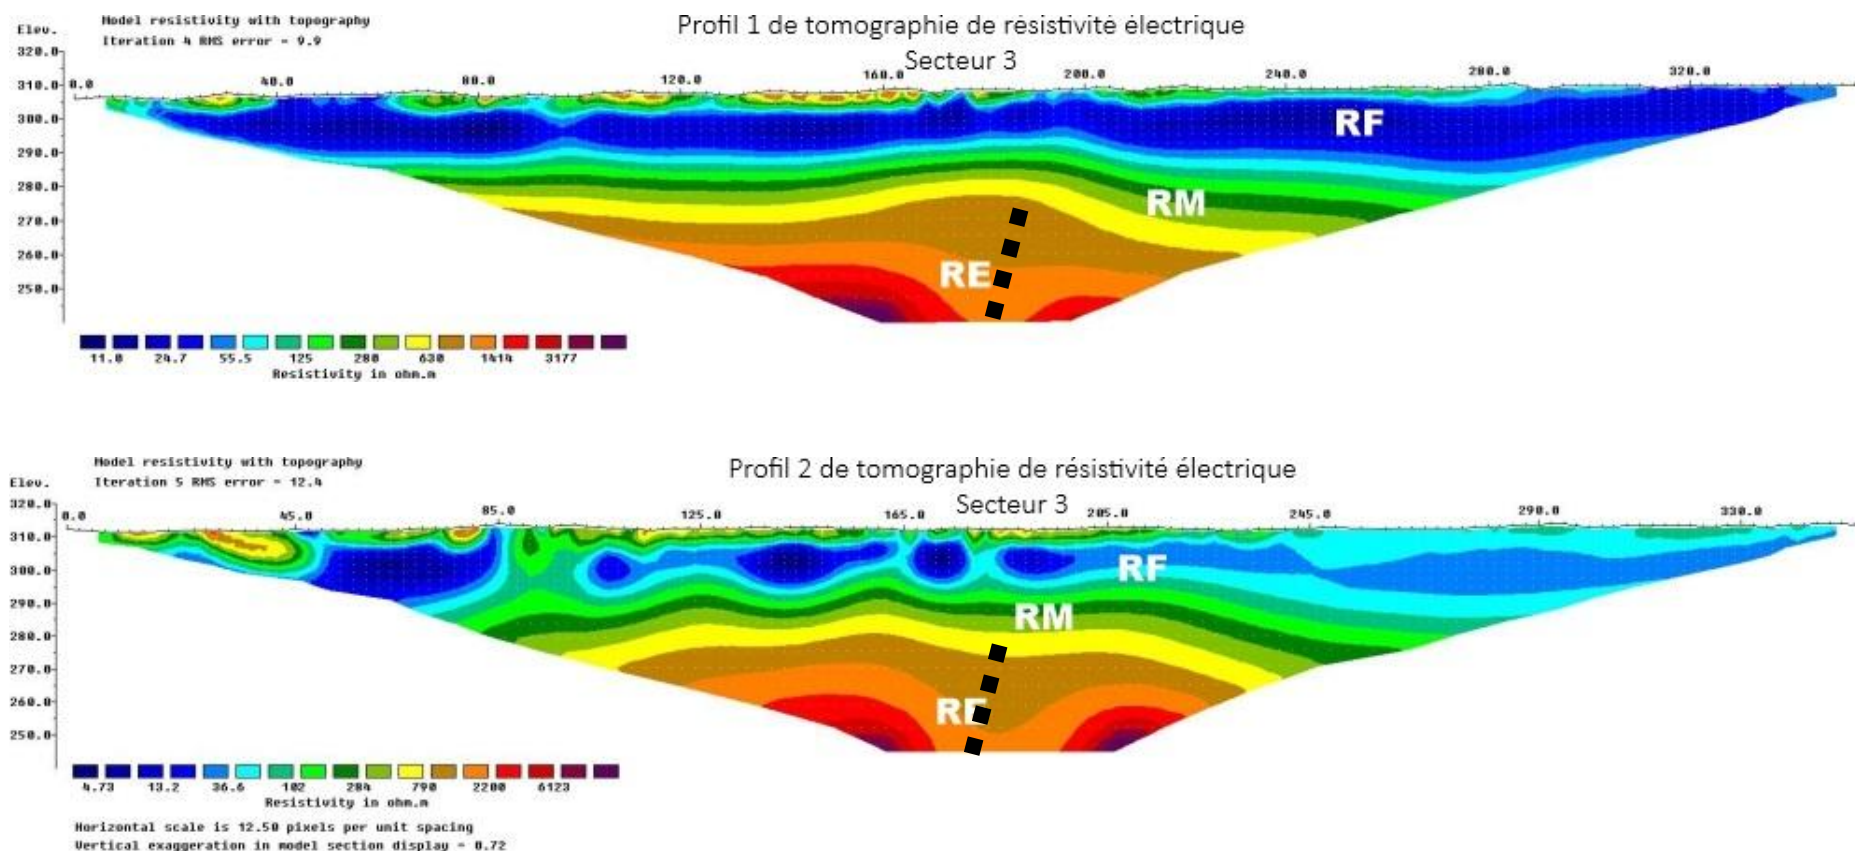 Model resistivity with topography
Profil 1 de tomographie de résistivité électrique
Elev.
Iteration 4 RMS error = 9.9
Secteur 3
320.0
0.0 40.0 80.0 120.0 160.0 200.0 240.0 280.0 320.0
310.0
300.0
RF
290.0
280.0
RM
270.0
260.0
RE
250.0
11.0 24.7 55.5 125 280 630 1414 3177
Resistivity in ohm.m
Model resistivity with topography
Profil 2 de tomographie de résistivité électrique
Elev.
Iteration 5 RMS error = 12.4
Secteur 3
320.0
0.0 45.0 85.0 125.0 165.0 205.0 245.0 290.0 330.0
310.0
300.0
RF
290.0
RM
280.0
270.0
260.0
RE
250.0
4.73 13.2 36.6 102 284 790 2200 6123
Resistivity in ohm.m
Horizontal scale is 12.50 pixels per unit spacing
Vertical exaggeration in model section display = 0.72